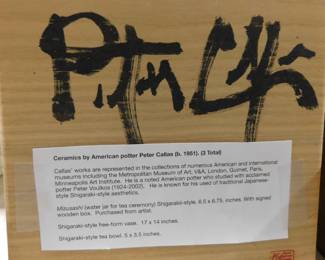 Peter Callas
Ceramics by American potter Peter Callas (b. 1951). (3 Total)
Callas' works are represented in the collections of numerous American and international
museums including the Metropolitan Museum of Art, V&A, London, Guimet, Paris,
Minneapolis Art Institute. He is a noted American potter who studied with acclaimed
potter Peter Voulkos (1924-2002). He is known for his used of traditional Japanese-
style Shigaraki-style aesthetics.
Mizusashi (water jar for tea ceremony) Shigaraki-style. 8.5 x 6.75, inches. With signed
wooden box. Purchased from artist.
Shigaraki-style free-form vase. 17 x 14 inches.
Shigaraki-style tea bowl. 5 x 3.5 inches.